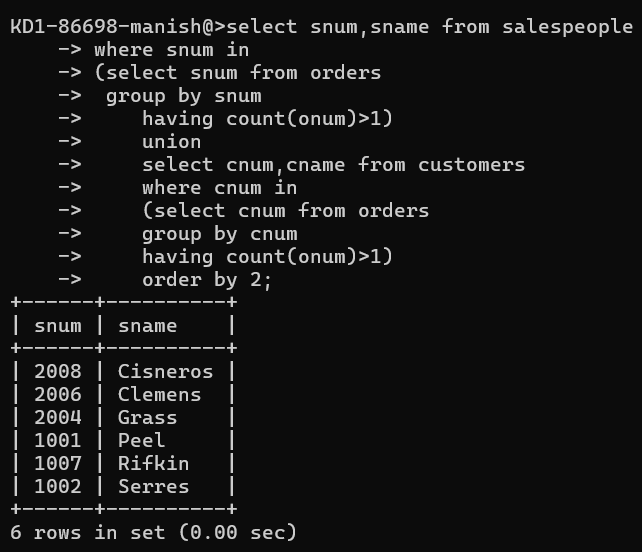 KD1-86698-manish@>select snum,sname from salespeople
    -> where snum in
    -> (select snum from orders
    ->  group by snum
    ->     having count(onum)>1)
    ->     union
    ->     select cnum,cname from customers
    ->     where cnum in
    ->     (select cnum from orders
    ->     group by cnum
    ->     having count(onum)>1)
    ->     order by 2;
+------+----------+
| snum | sname    |
+------+----------+
| 2008 | Cisneros |
| 2006 | Clemens  |
| 2004 | Grass    |
| 1001 | Peel     |
| 1007 | Rifkin   |
| 1002 | Serres   |
+------+----------+
6 rows in set (0.00 sec)